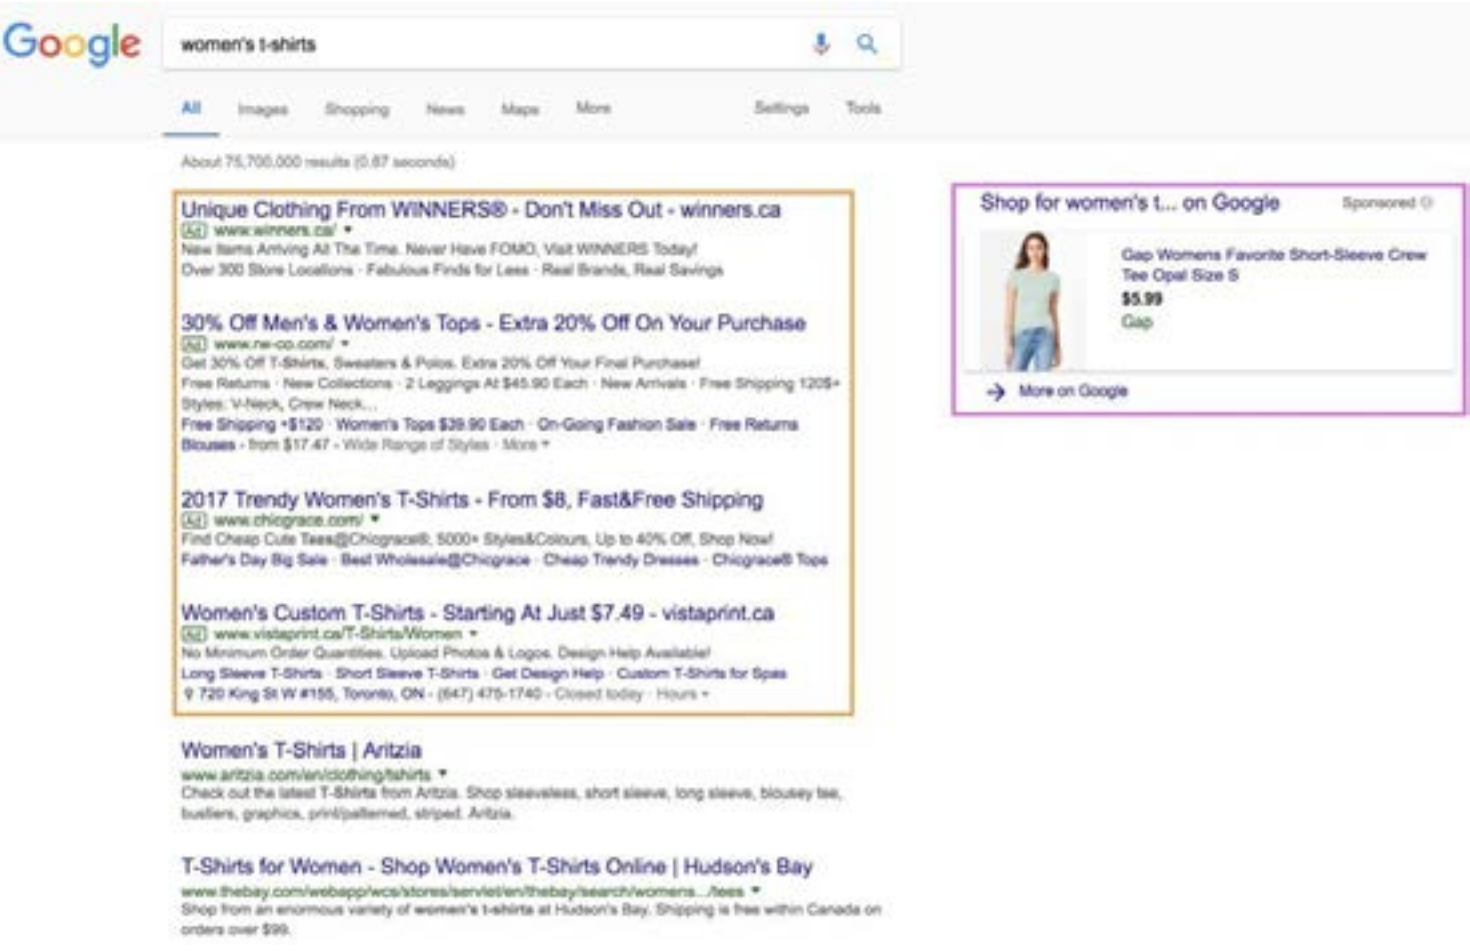 Google
women's t-shirts
All Images Shopping News Maps More Settings Tools
About 75,700,000 results (0.87 seconds)
Unique Clothing From WINNERS® - Don't Miss Out - winners.ca
Ad www.winners.ca/
New Items Arriving All The Time. Never Have FOMO, Visit WINNERS Today!
Over 300 Store Locations · Fabulous Finds for Less · Real Brands, Real Savings
30% Off Men's & Women's Tops - Extra 20% Off On Your Purchase
Ad www.rw-co.com/
Get 30% Off T-Shirts, Sweaters & Polos. Extra 20% Off Your Final Purchase!
Free Returns · New Collections · 2 Leggings At $45.90 Each · New Arrivals · Free Shipping 120$+
Styles: V-Neck, Crew Neck...
Free Shipping +$120 · Women's Tops $39.90 Each · On-Going Fashion Sale · Free Returns
Blouses - from $17.47 - Wide Range of Styles · More
2017 Trendy Women's T-Shirts - From $8, Fast&Free Shipping
Ad www.chicgrace.com/
Find Cheap Cute Tees@Chicgrace®, 5000+ Styles&Colours, Up to 40% Off, Shop Now!
Father's Day Big Sale · Best Wholesale@Chicgrace · Cheap Trendy Dresses · Chicgrace® Tops
Women's Custom T-Shirts - Starting At Just $7.49 - vistaprint.ca
Ad www.vistaprint.ca/T-Shirts/Women
No Minimum Order Quantities. Upload Photos & Logos. Design Help Available!
Long Sleeve T-Shirts · Short Sleeve T-Shirts · Get Design Help · Custom T-Shirts for Spas
720 King St W #155, Toronto, ON - (647) 475-1740 - Closed today · Hours
Women's T-Shirts | Aritzia
www.aritzia.com/en/clothing/tshirts
Check out the latest T-Shirts from Aritzia. Shop sleeveless, short sleeve, long sleeve, blousey tee,
bustiers, graphics, print/patterned, striped. Aritzia.
T-Shirts for Women - Shop Women's T-Shirts Online | Hudson's Bay
www.thebay.com/webapp/wcs/stores/servlet/en/thebay/search/womens.../tees
Shop from an enormous variety of women's t-shirts at Hudson's Bay. Shipping is free within Canada on
orders over $99.
Shop for women's t... on Google Sponsored
Gap Womens Favorite Short-Sleeve Crew
Tee Opal Size S
$5.99
Gap
More on Google